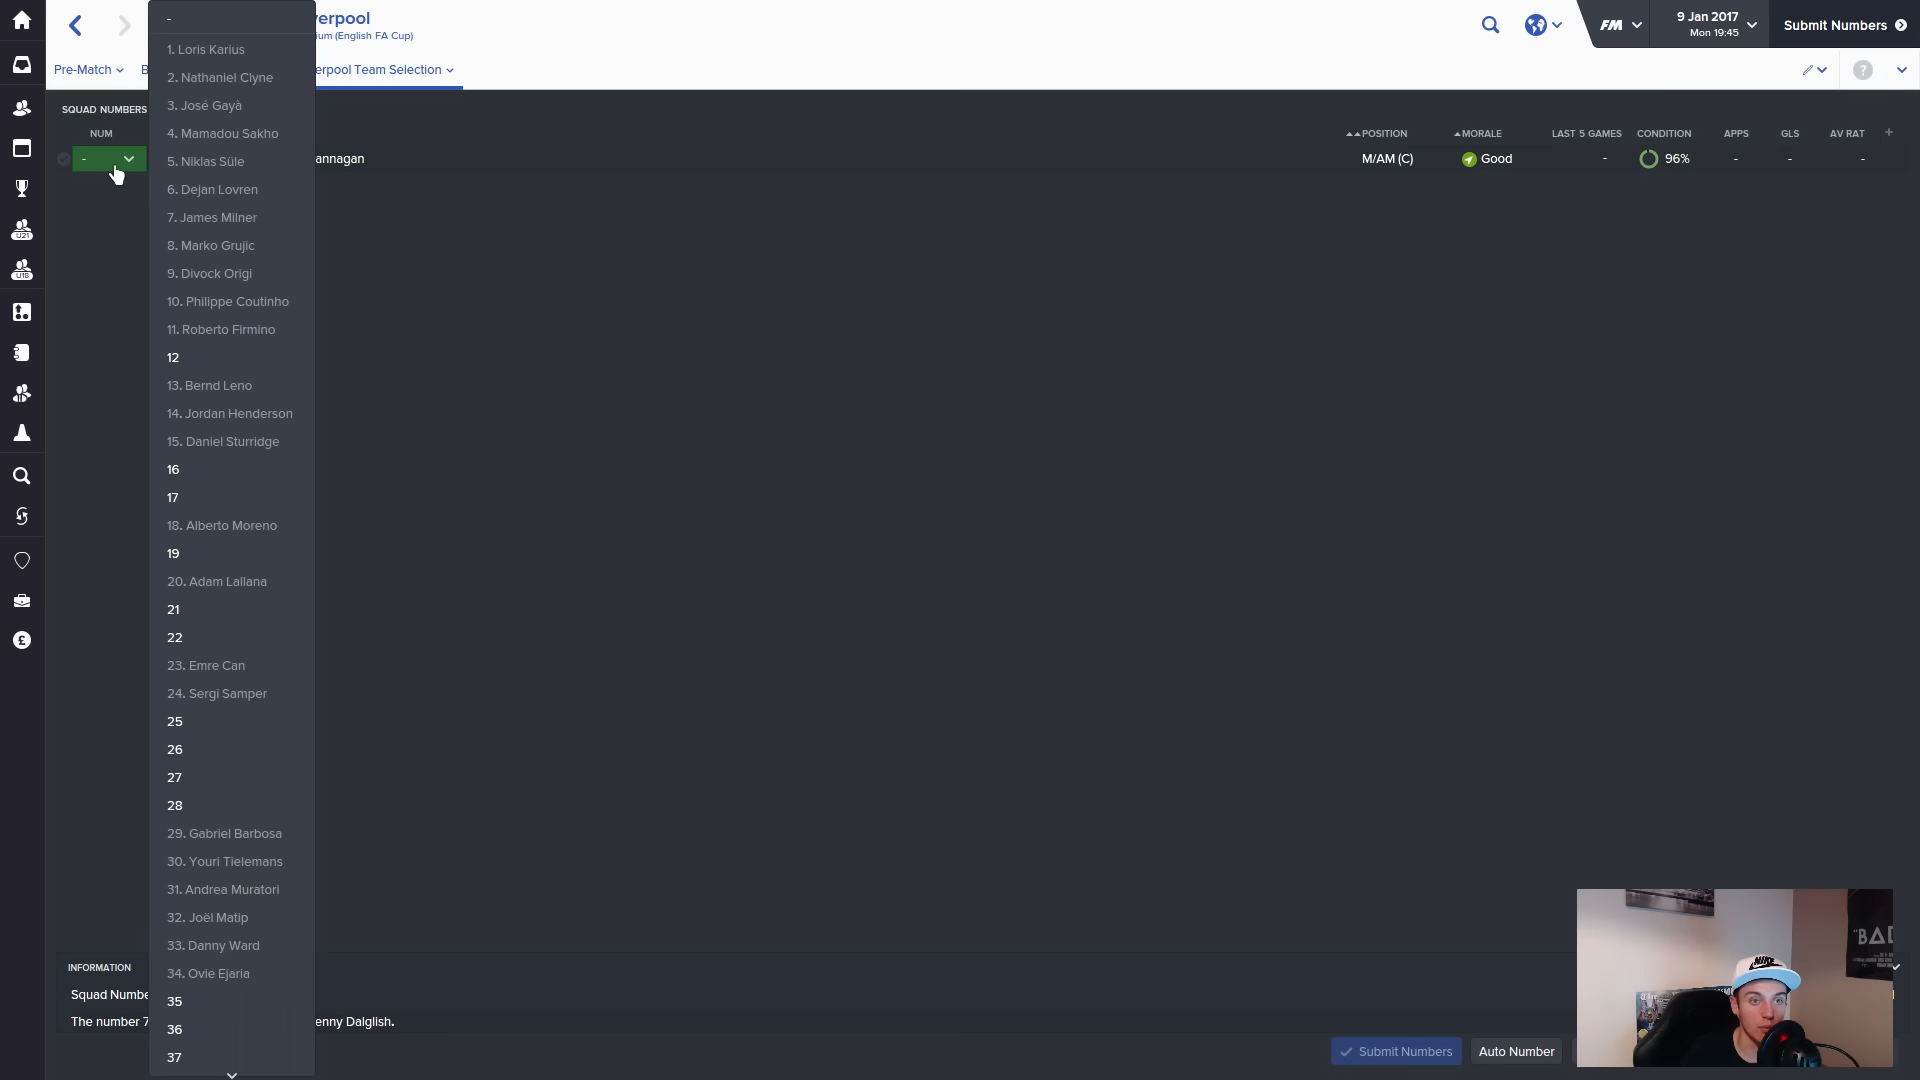 verpool
ium (English FA Cup)
FM
9 Jan 2017
Mon 19:45
Submit Numbers
Pre-Match
B
erpool Team Selection
?
SQUAD NUMBERS
NUM
POSITION
MORALE
LAST 5 GAMES
CONDITION
APPS
GLS
AV RAT
+
-
annagan
M/AM (C)
Good
-
96%
-
-
-
-
1. Loris Karius
2. Nathaniel Clyne
3. José Gayà
4. Mamadou Sakho
5. Niklas Süle
6. Dejan Lovren
7. James Milner
8. Marko Grujic
9. Divock Origi
10. Philippe Coutinho
11. Roberto Firmino
12
13. Bernd Leno
14. Jordan Henderson
15. Daniel Sturridge
16
17
18. Alberto Moreno
19
20. Adam Lallana
21
22
23. Emre Can
24. Sergi Samper
25
26
27
28
29. Gabriel Barbosa
30. Youri Tielemans
31. Andrea Muratori
32. Joël Matip
33. Danny Ward
34. Ovie Ejaria
35
36
37
U21
U18
£
INFORMATION
Squad Numbe
The number 7
enny Dalglish.
Submit Numbers
Auto Number
"BAD
NIKE